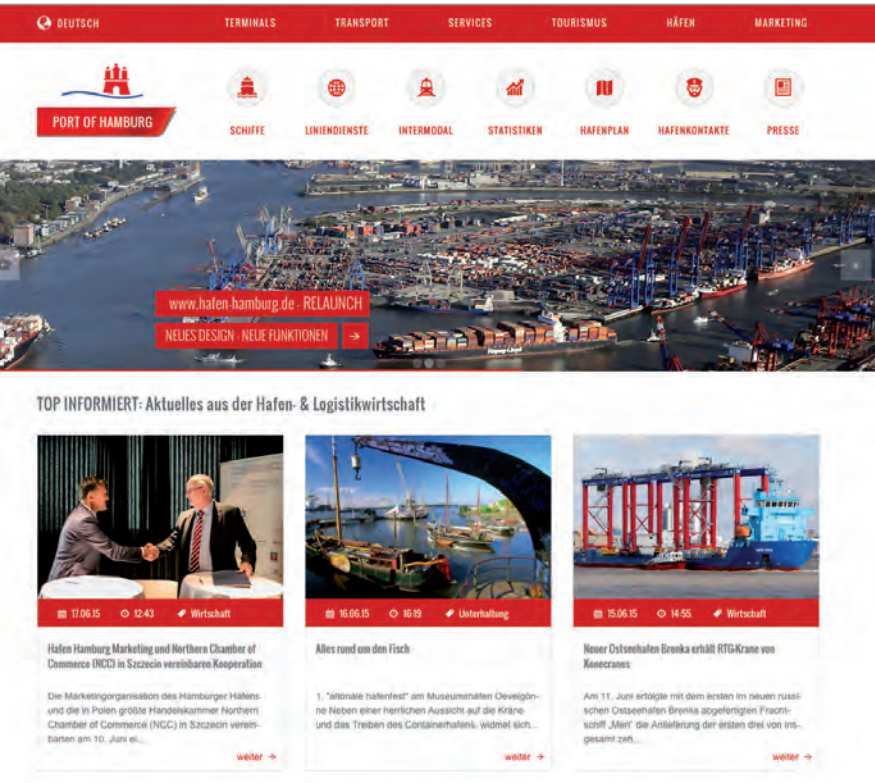 DEUTSCH
TERMINALS
TRANSPORT
SERVICES
TOURISMUS
HÄFEN
MARKETING
PORT OF HAMBURG
SCHIFFE
LINIENDIENSTE
INTERMODAL
STATISTIKEN
HAFENPLAN
HAFENKONTAKTE
PRESSE
www.hafen-hamburg.de - RELAUNCH
NEUES DESIGN - NEUE FUNKTIONEN →
Hapag-Lloyd
TOP INFORMIERT: Aktuelles aus der Hafen- & Logistikwirtschaft
17.06.15 12:43 Wirtschaft
Hafen Hamburg Marketing und Northern Chamber of
Commerce (NCC) in Szczecin vereinbaren Kooperation
Die Marketingorganisation des Hamburger Hafens
und die in Polen größte Handelskammer Northern
Chamber of Commerce (NCC) in Szczecin verein-
barten am 10. Juni ei...
weiter →
16.06.15 16:19 Unterhaltung
Alles rund um den Fisch
1. "altonale hafenfest" am Museumshafen Oevelgön-
ne Neben einer herrlichen Aussicht auf die Kräne
und das Treiben des Containerhafens, widmet sich...
weiter →
15.06.15 14:55 Wirtschaft
Neuer Ostseehafen Bronka erhält RTG-Krane von
Konecranes
Am 11. Juni erfolgte mit dem ersten im neuen russi-
schen Ostseehafen Bronka abgefertigten Fracht-
schiff „Meri“ die Anlieferung der ersten drei von ins-
gesamt zeh...
weiter →